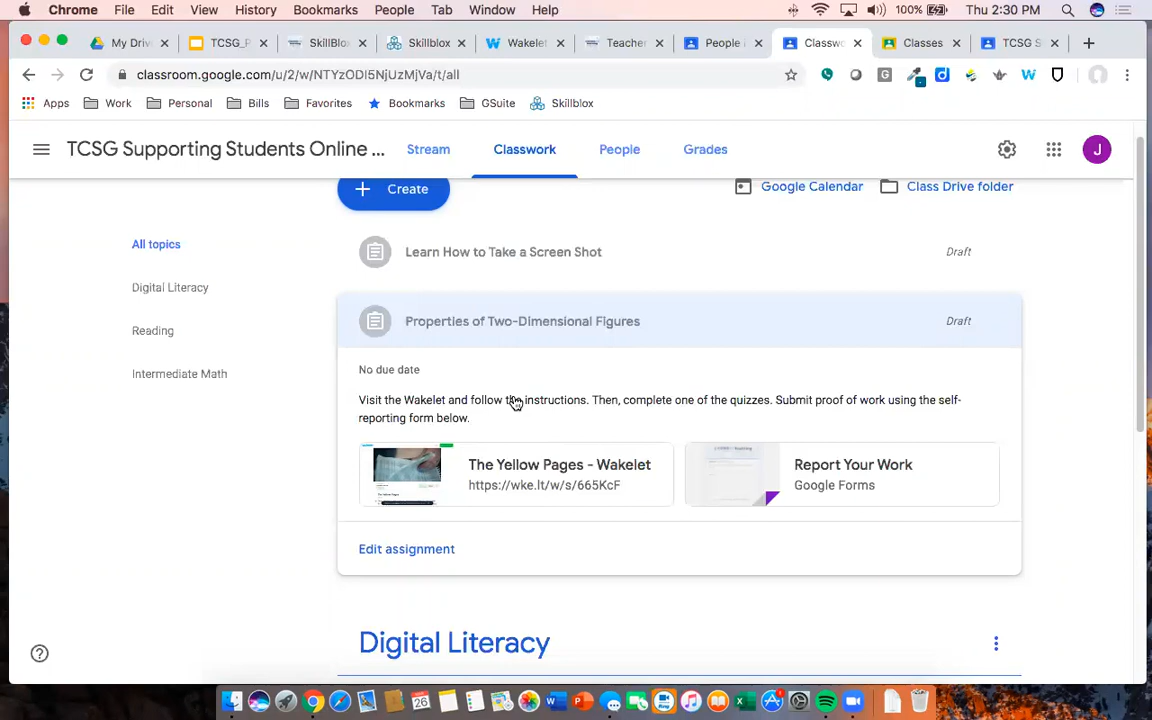 Chrome File Edit View History Bookmarks People Tab Window Help 100% Thu 2:30 PM
My Driv TCSG_P SkillBlo Skillblox Wakelet Teacher People i Classwo Classes TCSG S
classroom.google.com/u/2/w/NTYzODI5NjUzMjVa/t/all
Apps Work Personal Bills Favorites Bookmarks GSuite Skillblox
TCSG Supporting Students Online ... Stream Classwork People Grades J
Create Google Calendar Class Drive folder
All topics
Digital Literacy
Reading
Intermediate Math
Learn How to Take a Screen Shot Draft
Properties of Two-Dimensional Figures Draft
No due date
Visit the Wakelet and follow the instructions. Then, complete one of the quizzes. Submit proof of work using the self-
reporting form below.
The Yellow Pages - Wakelet
https://wke.lt/w/s/665KcF
Report Your Work
Google Forms
Edit assignment
Digital Literacy
26